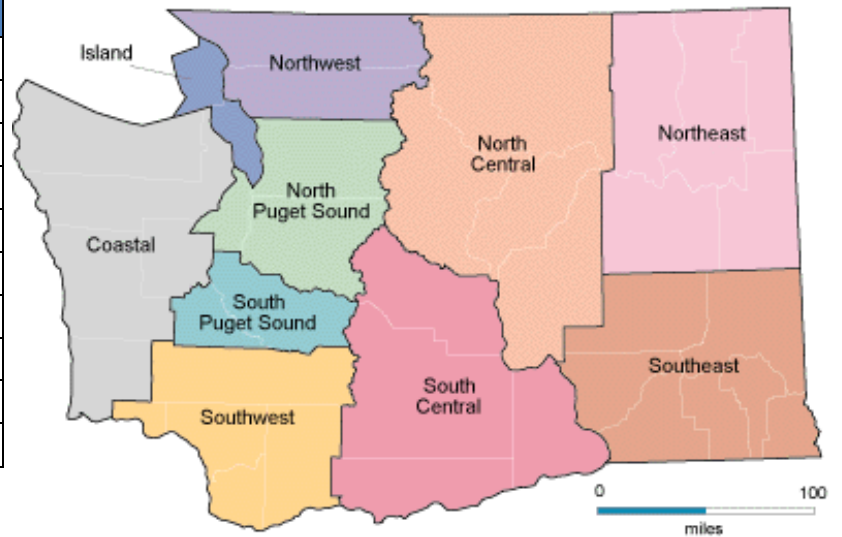 Island
Northwest
North
Central
Northeast
North
Puget Sound
Coastal
South
Puget Sound
Southeast
South
Central
Southwest
0 100
miles